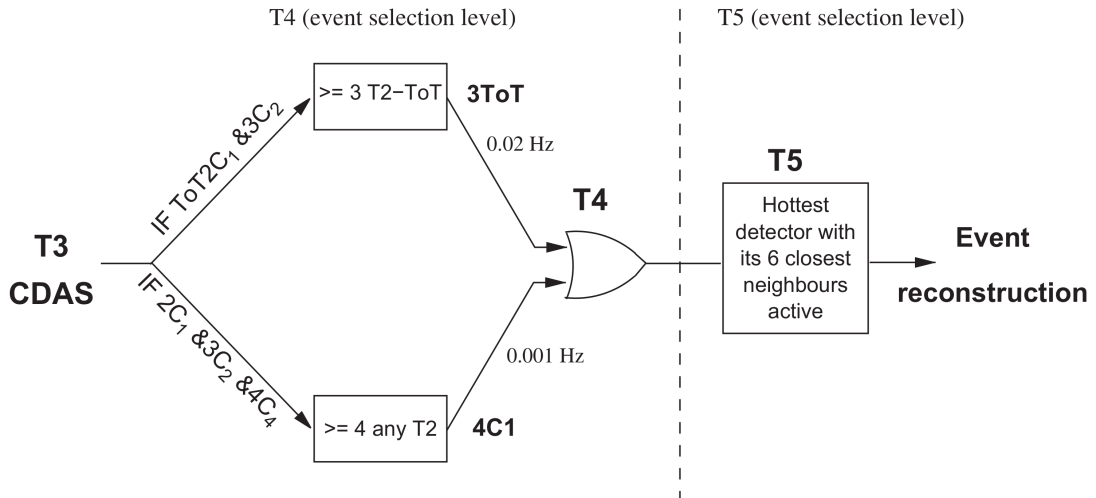 T4 (event selection level)
T5 (event selection level)
>= 3 T2−ToT
3ToT
IF ToT2C₁ &3C₂
0.02 Hz
T3
CDAS
T4
T5
Hottest
detector with
its 6 closest
neighbours
active
Event
reconstruction
IF 2C₁ &3C₂ &4C₄
0.001 Hz
>= 4 any T2
4C1